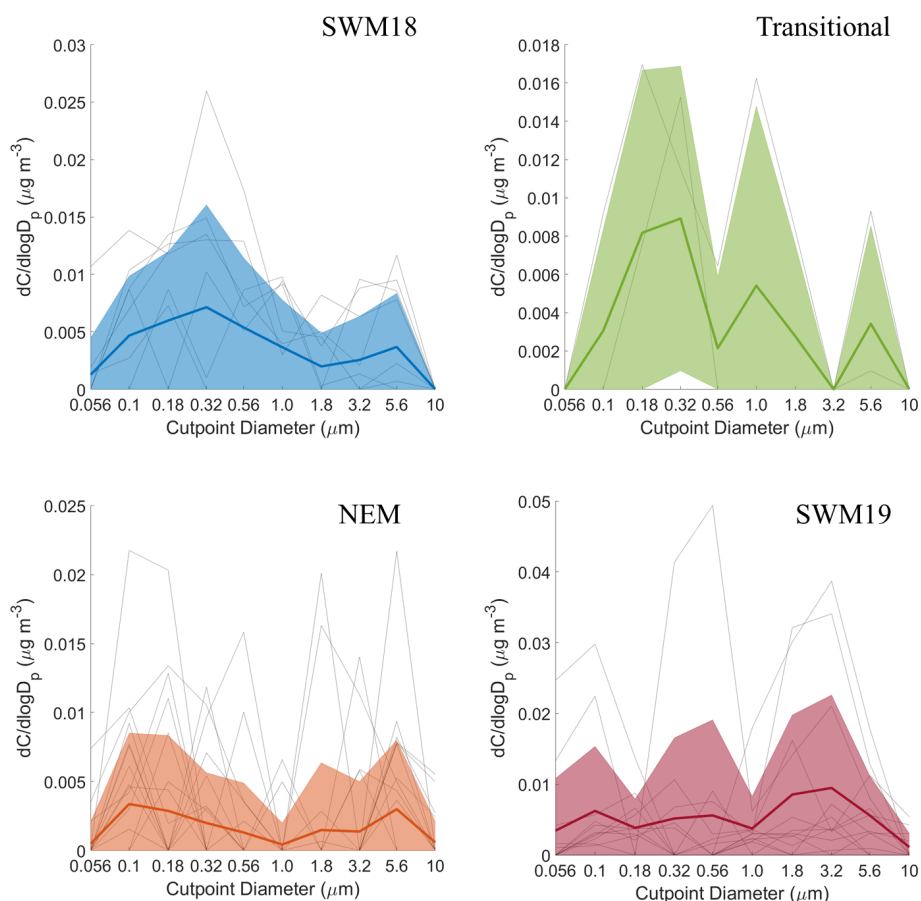 SWM18
0.03
0.025
0.02
0.015
0.01
0.005
0
dC/dlogD_p (μg m⁻³)
0.056 0.1 0.18 0.32 0.56 1.0 1.8 3.2 5.6 10
Cutpoint Diameter (μm)
Transitional
0.018
0.016
0.014
0.012
0.01
0.008
0.006
0.004
0.002
0
dC/dlogD_p (μg m⁻³)
0.056 0.1 0.18 0.32 0.56 1.0 1.8 3.2 5.6 10
Cutpoint Diameter (μm)
NEM
0.025
0.02
0.015
0.01
0.005
0
dC/dlogD_p (μg m⁻³)
0.056 0.1 0.18 0.32 0.56 1.0 1.8 3.2 5.6 10
Cutpoint Diameter (μm)
SWM19
0.05
0.04
0.03
0.02
0.01
0
dC/dlogD_p (μg m⁻³)
0.056 0.1 0.18 0.32 0.56 1.0 1.8 3.2 5.6 10
Cutpoint Diameter (μm)